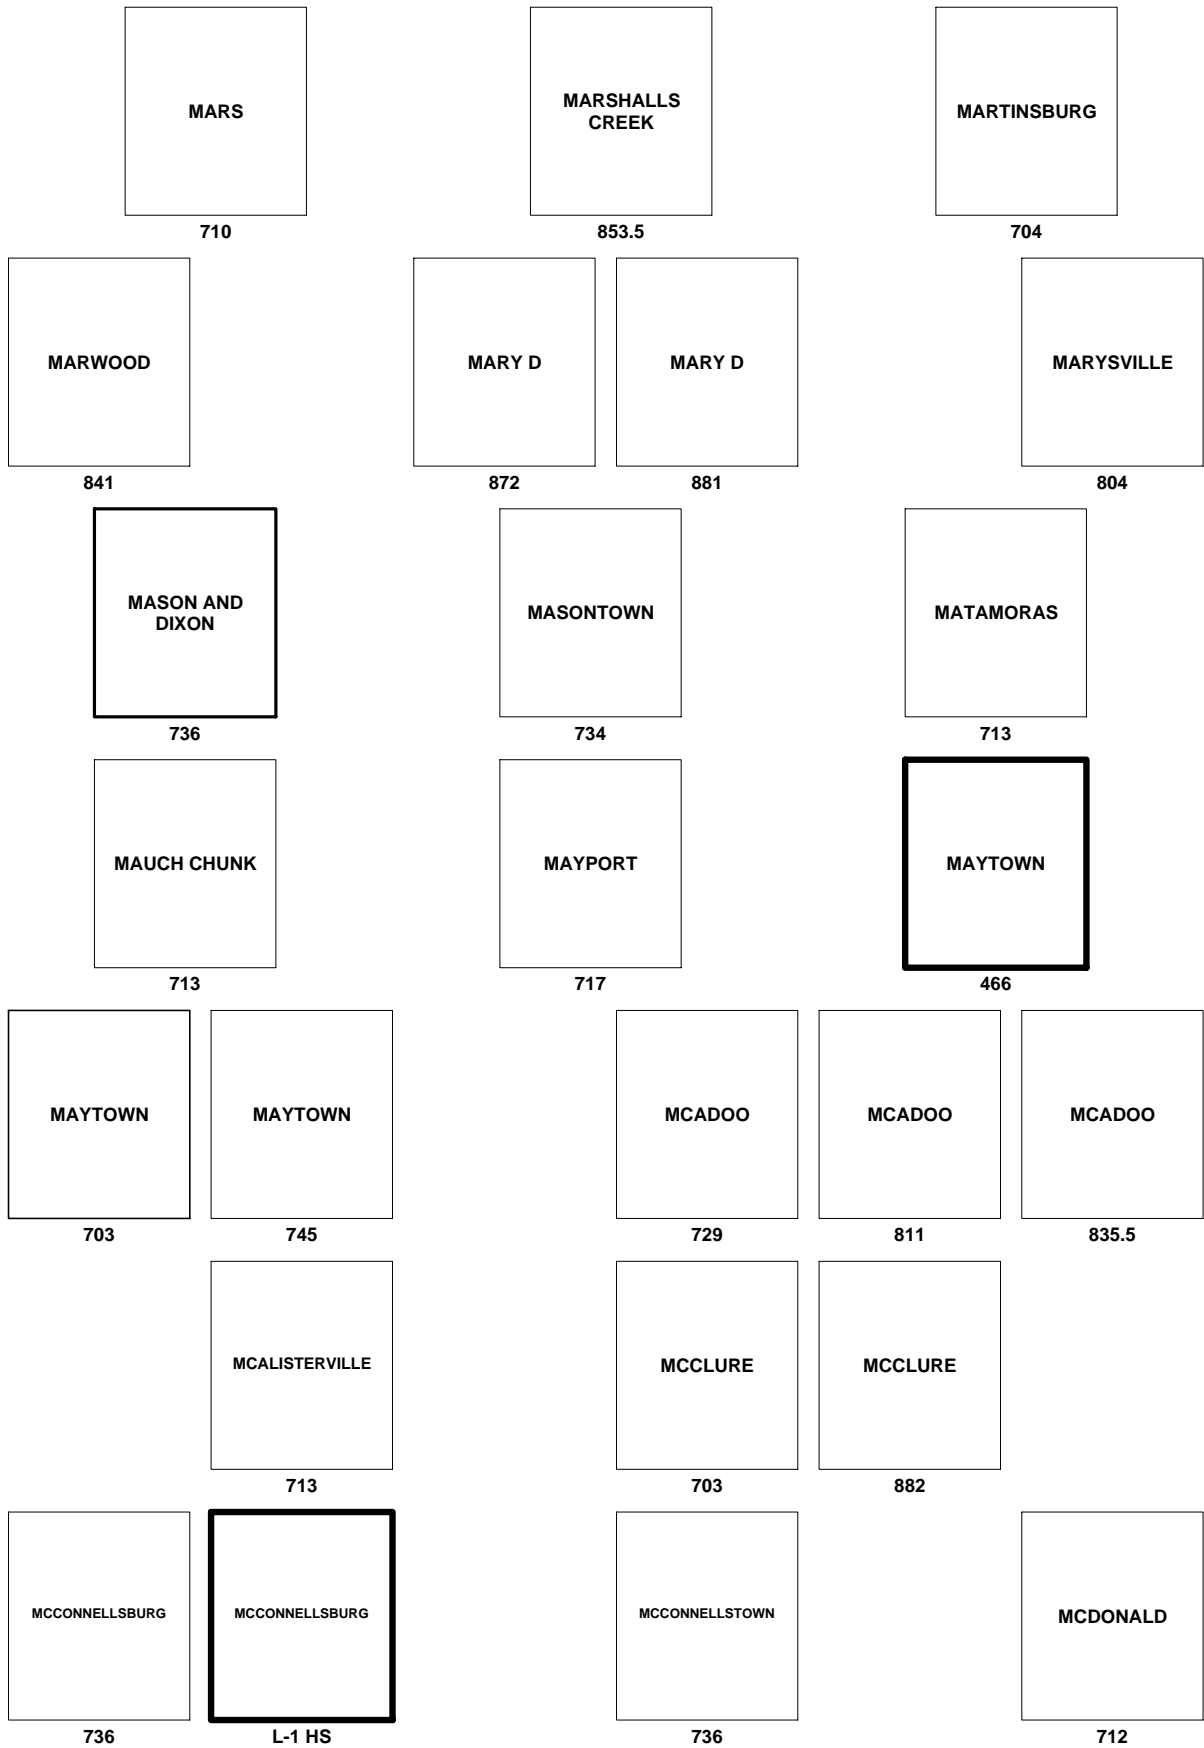 MARS
710
MARSHALLS
CREEK
853.5
MARTINSBURG
704
MARWOOD
841
MARY D
872
MARY D
881
MARYSVILLE
804
MASON AND
DIXON
736
MASONTOWN
734
MATAMORAS
713
MAUCH CHUNK
713
MAYPORT
717
MAYTOWN
466
MAYTOWN
703
MAYTOWN
745
MCADOO
729
MCADOO
811
MCADOO
835.5
MCALISTERVILLE
713
MCCLURE
703
MCCLURE
882
MCCONNELLSBURG
736
MCCONNELLSBURG
L-1 HS
MCCONNELLSTOWN
736
MCDONALD
712